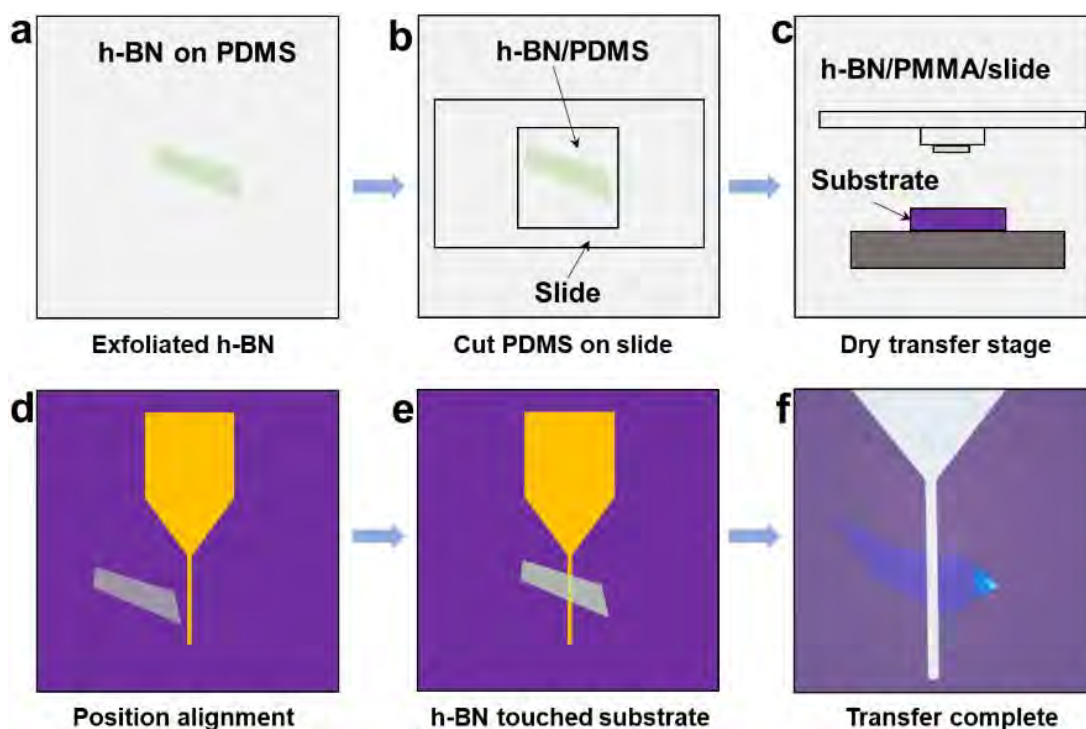 a
h-BN on PDMS
Exfoliated h-BN
b
h-BN/PDMS
Slide
Cut PDMS on slide
c
h-BN/PMMA/slide
Substrate
Dry transfer stage
d
Position alignment
e
h-BN touched substrate
f
Transfer complete